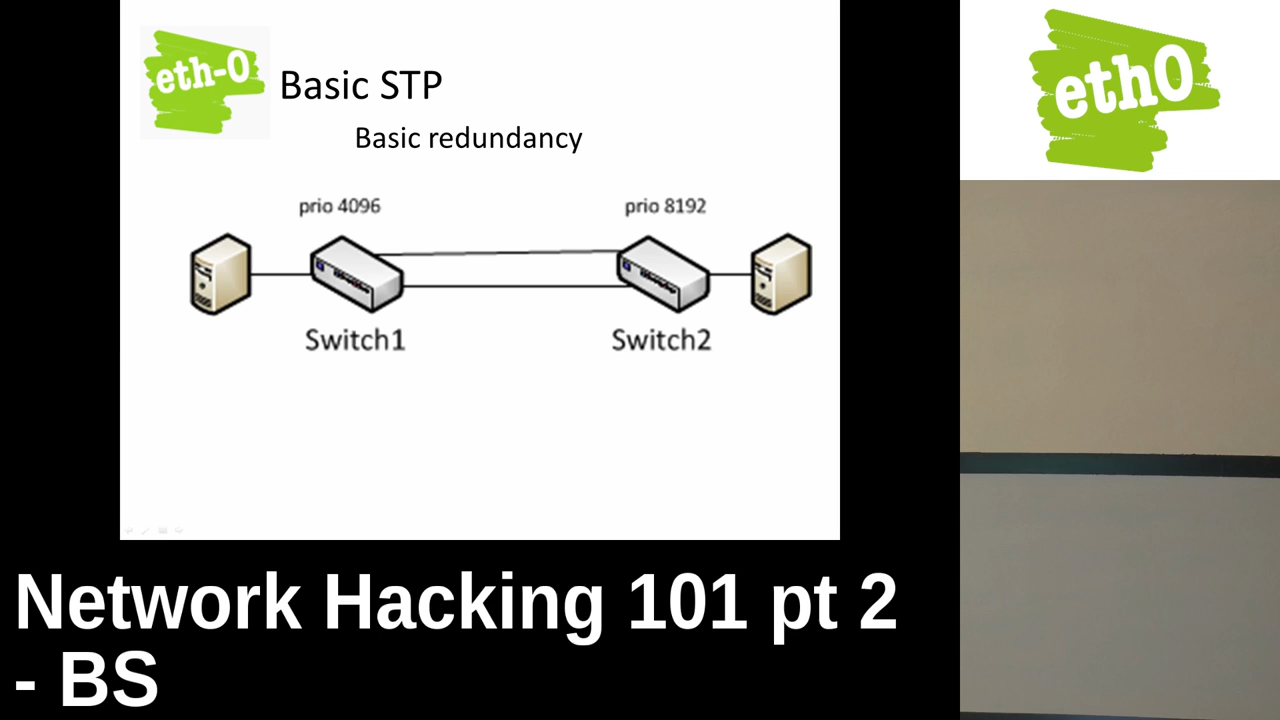 eth-0
Basic STP
Basic redundancy
prio 4096
prio 8192
Switch1
Switch2
eth0
Network Hacking 101 pt 2
- BS